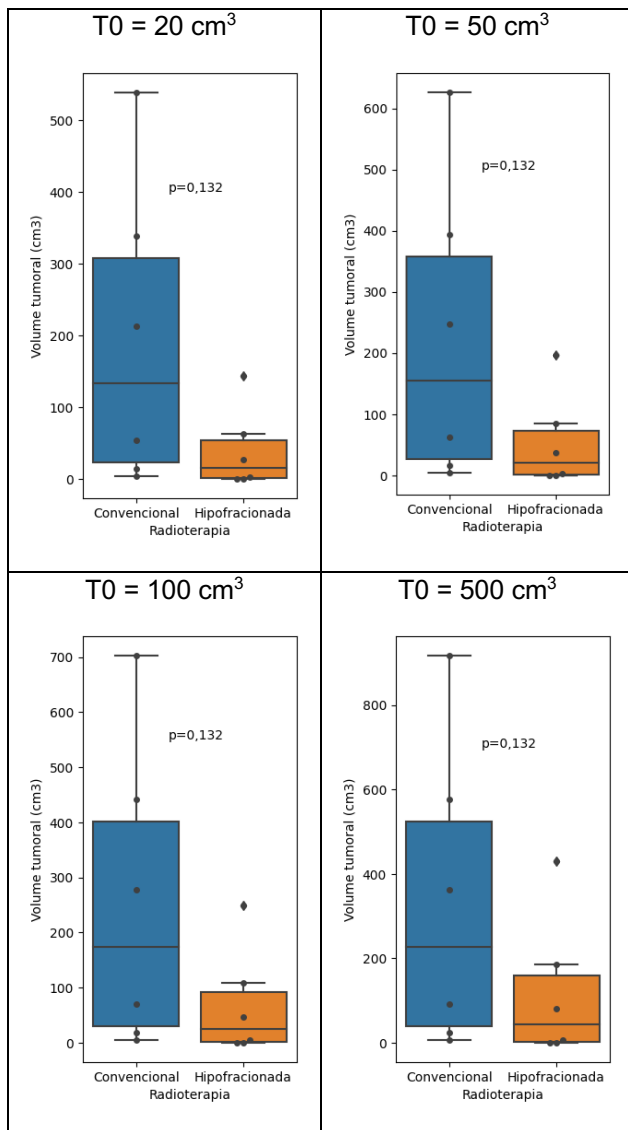 T0 = 20 cm³
Volume tumoral (cm3)
500
400
300
200
100
0
p=0,132
Convencional Hipofracionada
Radioterapia
T0 = 50 cm³
Volume tumoral (cm3)
600
500
400
300
200
100
0
p=0,132
Convencional Hipofracionada
Radioterapia
T0 = 100 cm³
Volume tumoral (cm3)
700
600
500
400
300
200
100
0
p=0,132
Convencional Hipofracionada
Radioterapia
T0 = 500 cm³
Volume tumoral (cm3)
800
600
400
200
0
p=0,132
Convencional Hipofracionada
Radioterapia